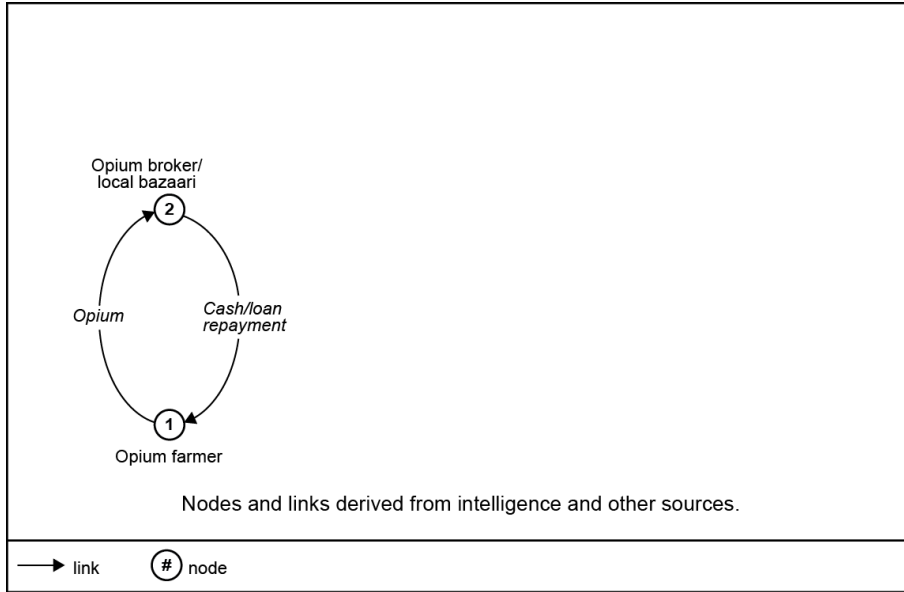 Opium broker/
local bazaari
2
Opium
Cash/loan
repayment
1
Opium farmer
Nodes and links derived from intelligence and other sources.
link
# node